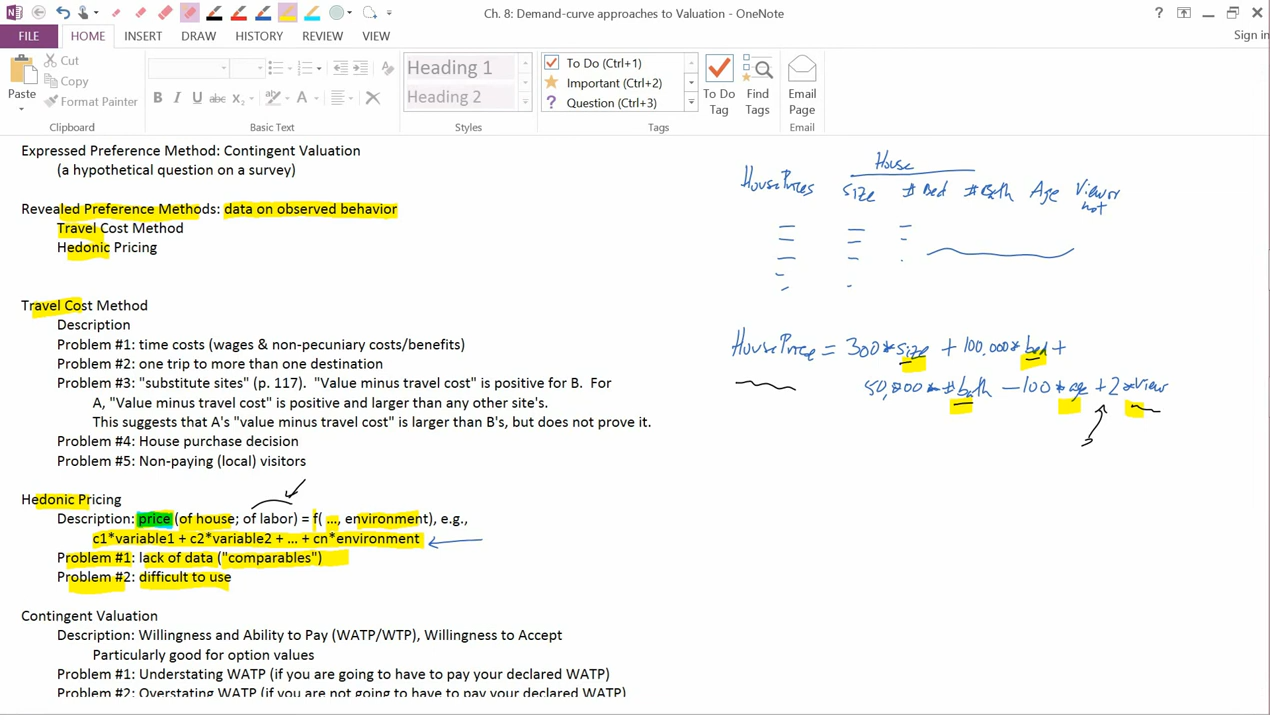 Ch. 8: Demand-curve approaches to Valuation - OneNote
Sign in
FILE HOME INSERT DRAW HISTORY REVIEW VIEW
Paste
Cut
Copy
Format Painter
Clipboard
B I U abc X2 A
Basic Text
Heading 1
Heading 2
Styles
To Do (Ctrl+1)
Important (Ctrl+2)
Question (Ctrl+3)
To Do Tag
Find Tags
Tags
Email Page
Email
Expressed Preference Method: Contingent Valuation
(a hypothetical question on a survey)
Revealed Preference Methods: data on observed behavior
Travel Cost Method
Hedonic Pricing
Travel Cost Method
Description
Problem #1: time costs (wages & non-pecuniary costs/benefits)
Problem #2: one trip to more than one destination
Problem #3: "substitute sites" (p. 117). "Value minus travel cost" is positive for B. For
A, "Value minus travel cost" is positive and larger than any other site's.
This suggests that A's "value minus travel cost" is larger than B's, but does not prove it.
Problem #4: House purchase decision
Problem #5: Non-paying (local) visitors
Hedonic Pricing
Description: price (of house; of labor) = f( ..., environment), e.g.,
c1*variable1 + c2*variable2 + ... + cn*environment
Problem #1: lack of data ("comparables")
Problem #2: difficult to use
Contingent Valuation
Description: Willingness and Ability to Pay (WATP/WTP), Willingness to Accept
Particularly good for option values
Problem #1: Understating WATP (if you are going to have to pay your declared WATP)
Problem #2: Overstating WATP (if you are not going to have to pay your declared WATP)
House
House Prices size # Bed # Bath Age View or
not
House Price = 300*size + 100,000* bed +
50,000*#bath - 100*age + 2*view